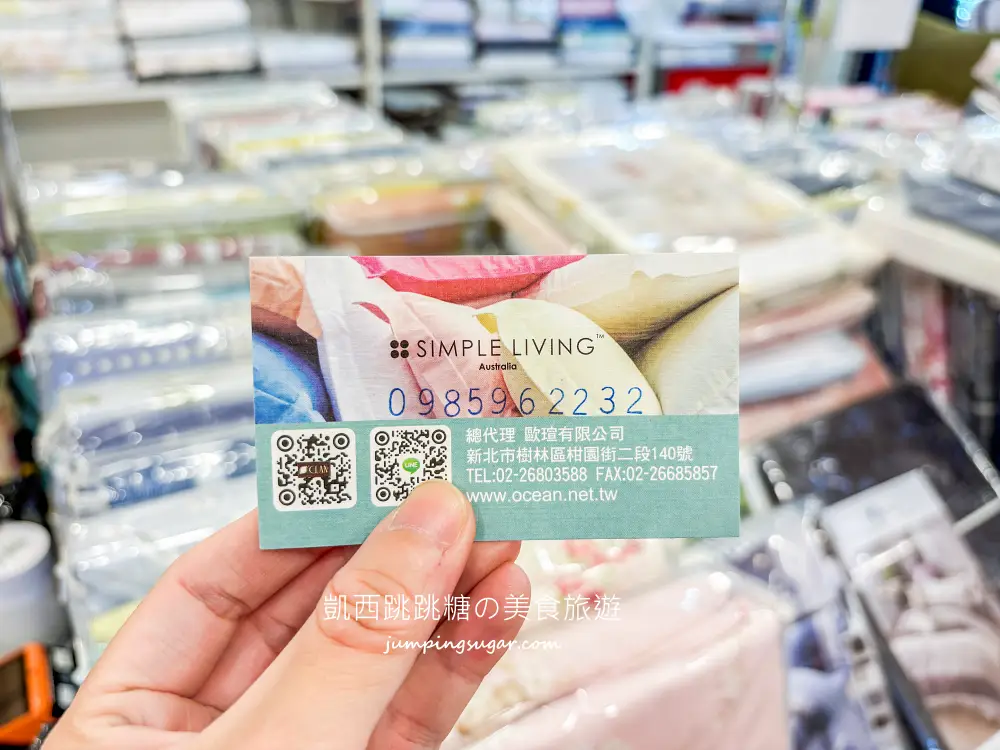 SIMPLE LIVING™
Australia
0985962232
總代理 歐瑄有限公司
新北市樹林區柑園街二段140號
TEL:02-26803588 FAX:02-26685857
www.ocean.net.tw
OCEAN
LINE
凱西跳跳糖の美食旅遊
jumpingsugar.com